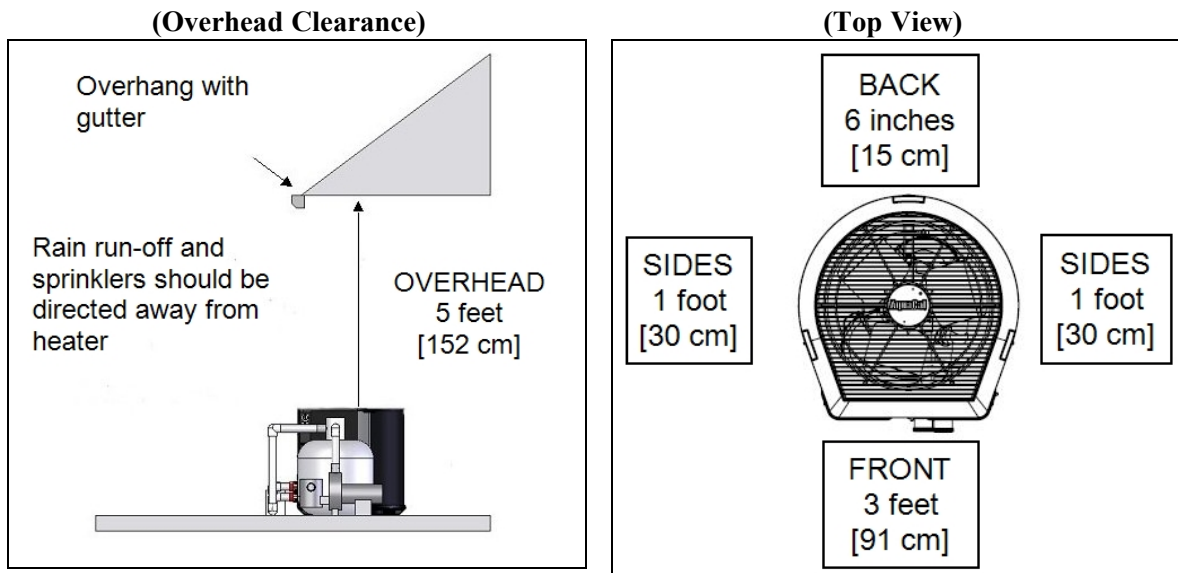 (Overhead Clearance)
Overhang with
gutter
Rain run-off and
sprinklers should be
directed away from
heater
OVERHEAD
5 feet
[152 cm]
(Top View)
BACK
6 inches
[15 cm]
SIDES
1 foot
[30 cm]
AquaCal
SIDES
1 foot
[30 cm]
FRONT
3 feet
[91 cm]